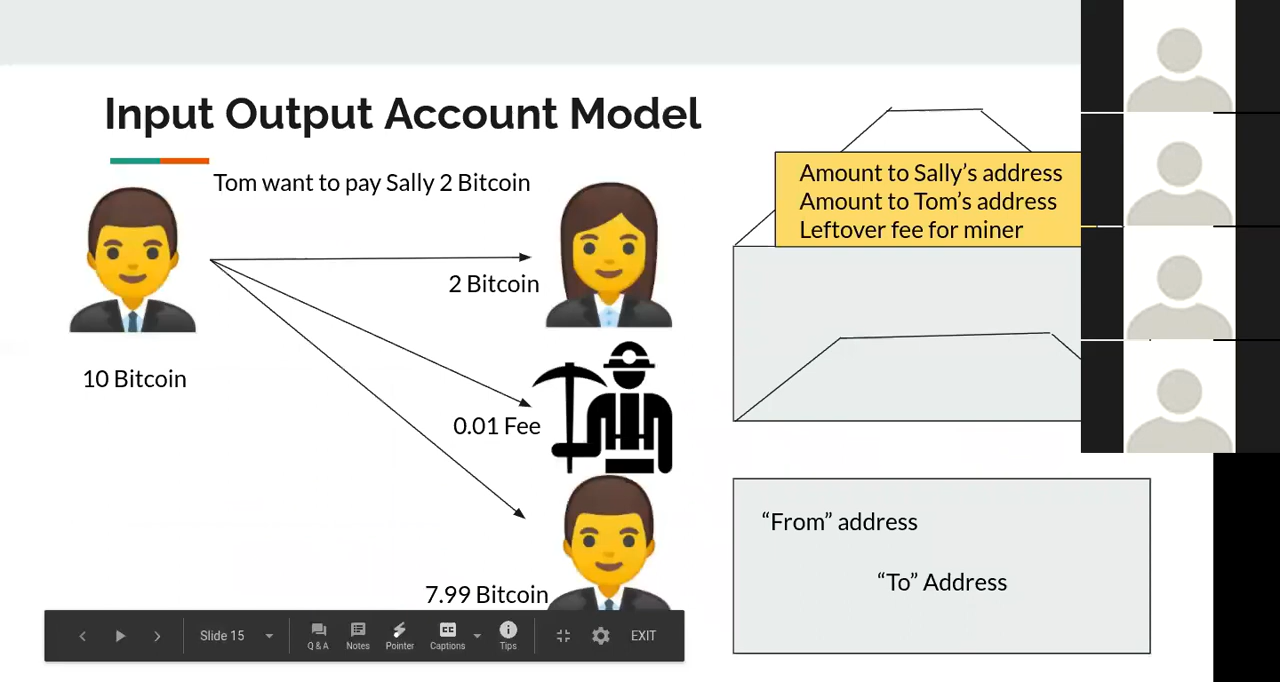 Input Output Account Model
Tom want to pay Sally 2 Bitcoin
Amount to Sally’s address
Amount to Tom’s address
Leftover fee for miner
2 Bitcoin
10 Bitcoin
0.01 Fee
7.99 Bitcoin
“From” address
“To” Address
Slide 15
Q & A
Notes
Pointer
CC
Captions
Tips
EXIT